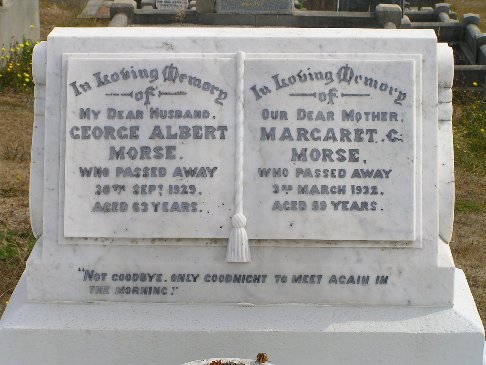 In Loving Memory
of
My Dear Husband,
GEORGE ALBERT
MORSE.
WHO PASSED AWAY
30TH SEPT 1929.
AGED 63 YEARS.
In Loving Memory
of
Our Dear Mother,
MARGARET. G.
MORSE,
WHO PASSED AWAY
3RD MARCH 1932.
AGED 59 YEARS.
"Not goodbye, only goodnight to meet again in
the morning."